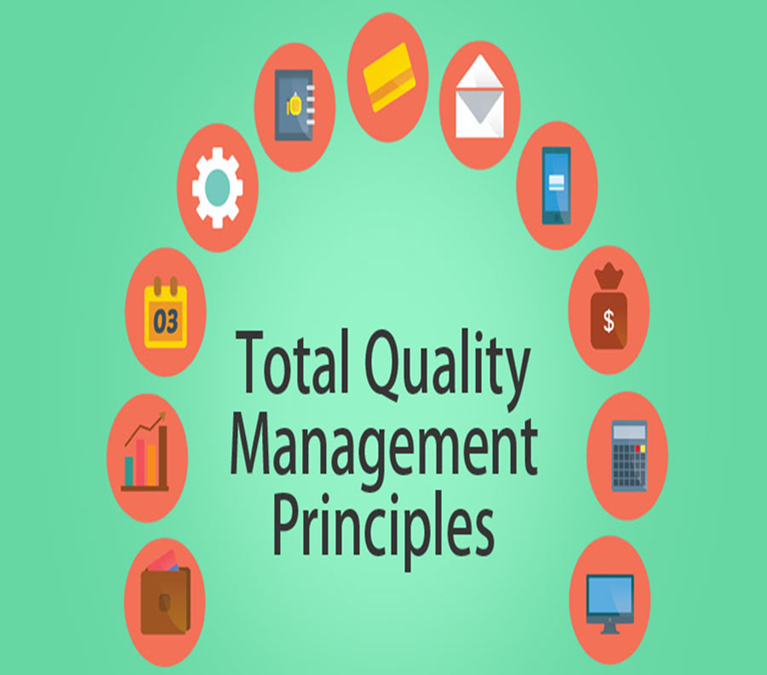 03
$
Total Quality
Management
Principles